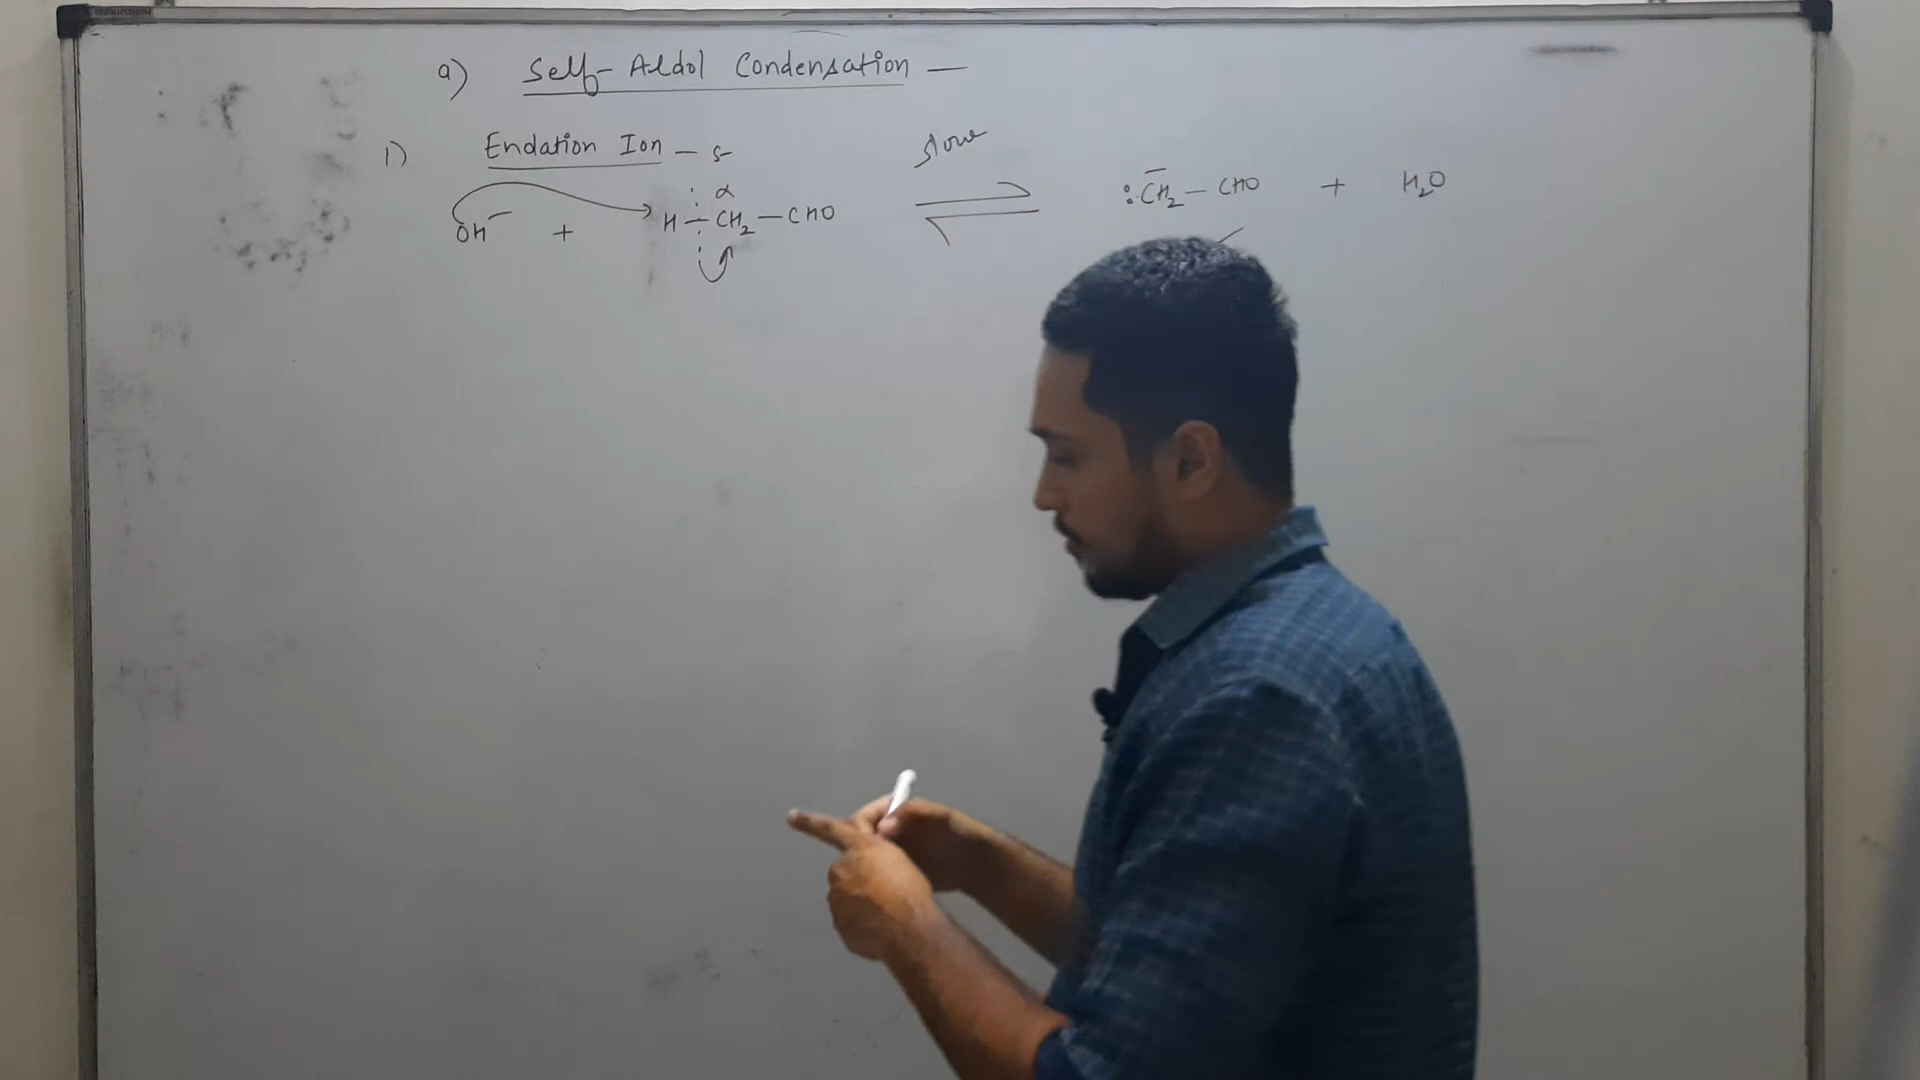 a) Self-Aldol Condensation —
1) Endation Ion — s-
slow
α
OH⁻ + H—CH₂—CHO ⇌ :C̄H₂—CHO + H₂O